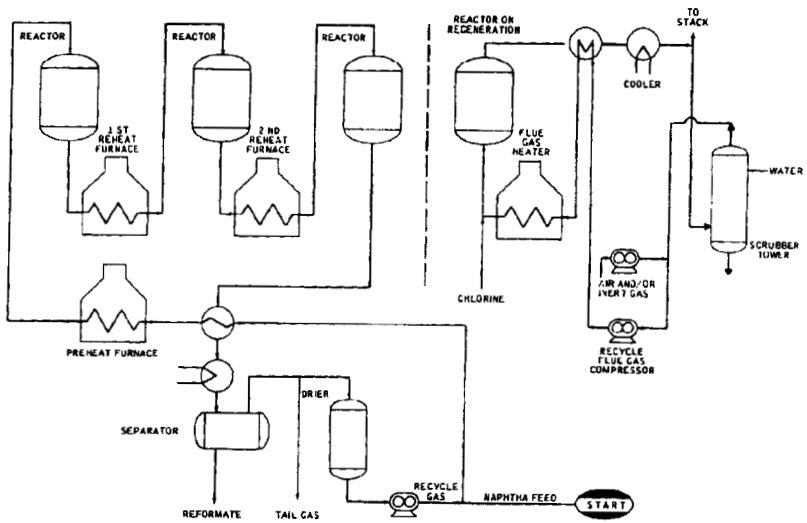 REACTOR
REACTOR
REACTOR
REACTOR ON
REGENERATION
TO
STACK
COOLER
1 ST
REHEAT
FURNACE
2 ND
REHEAT
FURNACE
FLUE
GAS
HEATER
WATER
SCRUBBER
TOWER
AIR AND/OR
INERT GAS
CHLORINE
PREHEAT FURNACE
RECYCLE
FLUE GAS
COMPRESSOR
DRIER
SEPARATOR
RECYCLE
GAS
NAPHTHA FEED
START
REFORMATE
TAIL GAS